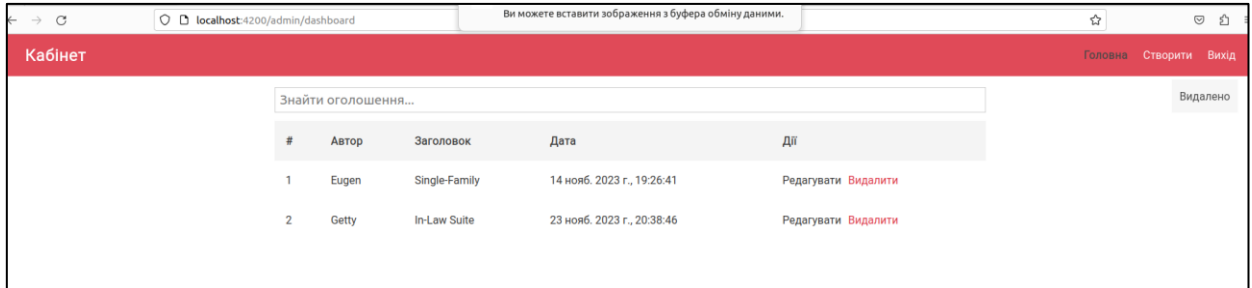 Ви можете вставити зображення з буфера обміну даними.
localhost:4200/admin/dashboard
Кабінет
Головна Створити Вихід
Знайти оголошення...
Видалено
# Автор Заголовок Дата Дії
1 Eugen Single-Family 14 нояб. 2023 г., 19:26:41 Редагувати Видалити
2 Getty In-Law Suite 23 нояб. 2023 г., 20:38:46 Редагувати Видалити